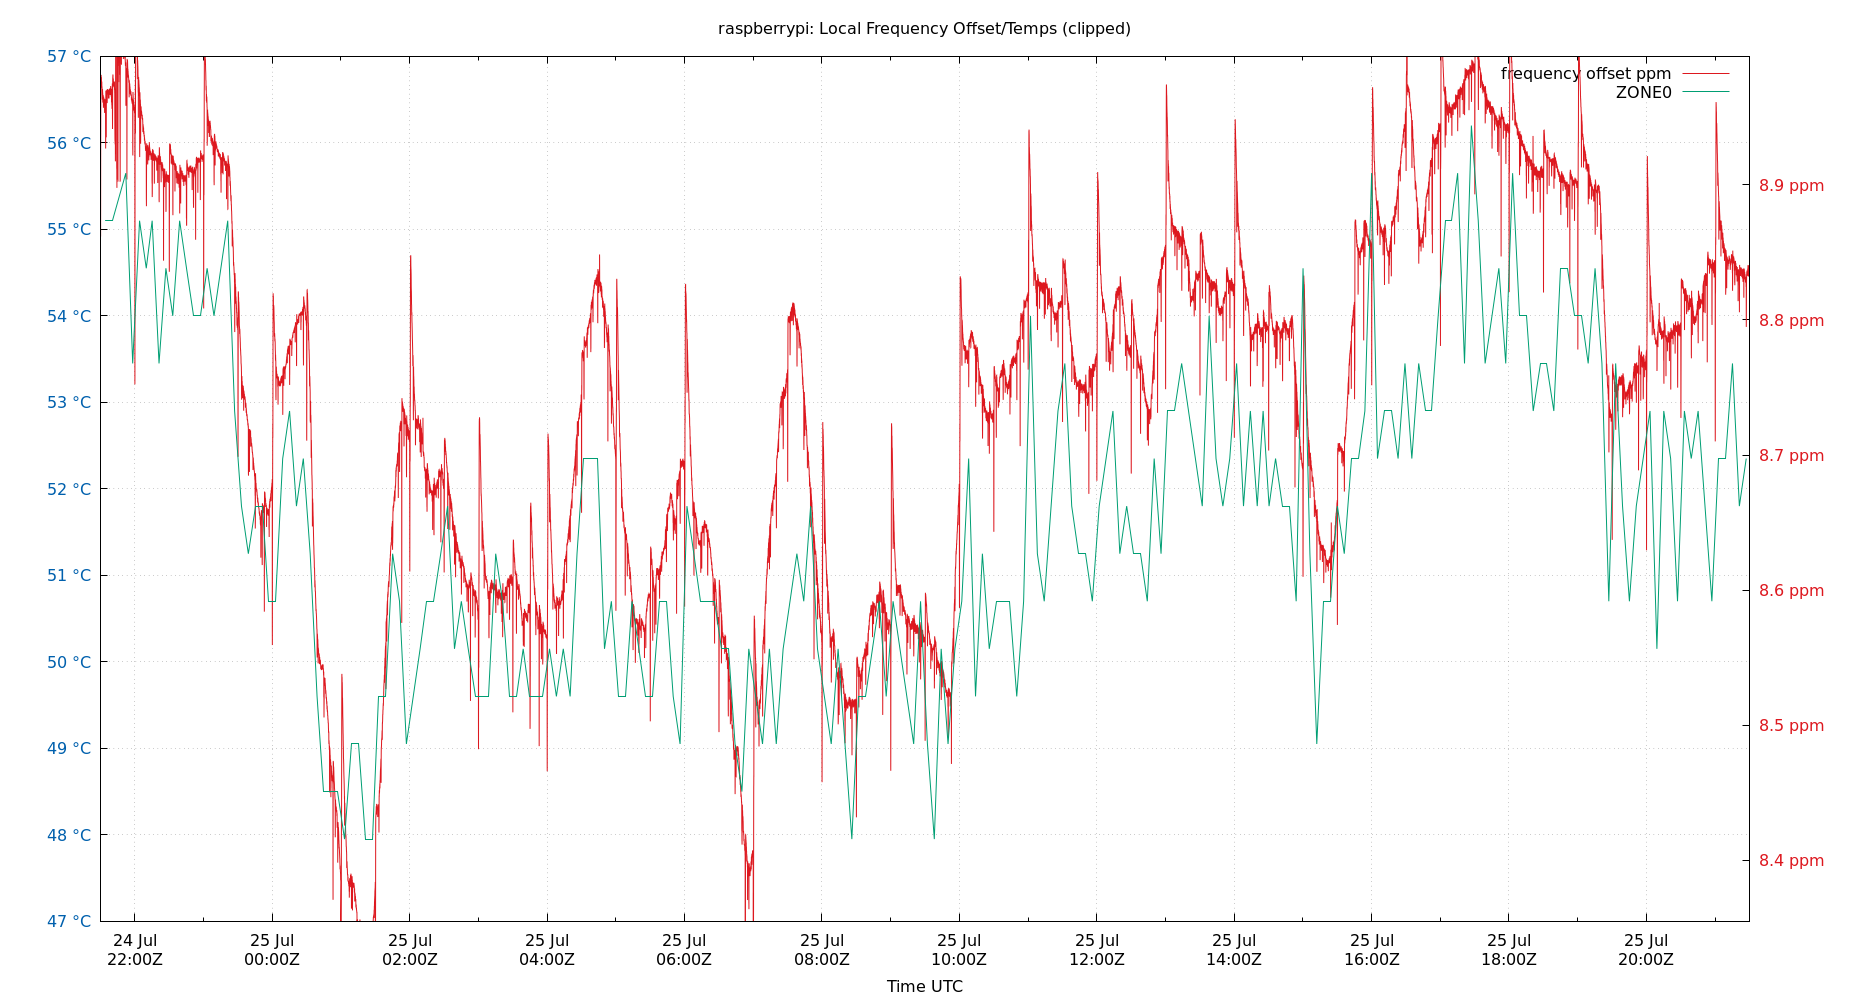 raspberrypi: Local Frequency Offset/Temps (clipped)
57 °C
56 °C
55 °C
54 °C
53 °C
52 °C
51 °C
50 °C
49 °C
48 °C
47 °C
frequency offset ppm
ZONE0
8.9 ppm
8.8 ppm
8.7 ppm
8.6 ppm
8.5 ppm
8.4 ppm
24 Jul
22:00Z
25 Jul
00:00Z
25 Jul
02:00Z
25 Jul
04:00Z
25 Jul
06:00Z
25 Jul
08:00Z
25 Jul
10:00Z
25 Jul
12:00Z
25 Jul
14:00Z
25 Jul
16:00Z
25 Jul
18:00Z
25 Jul
20:00Z
Time UTC